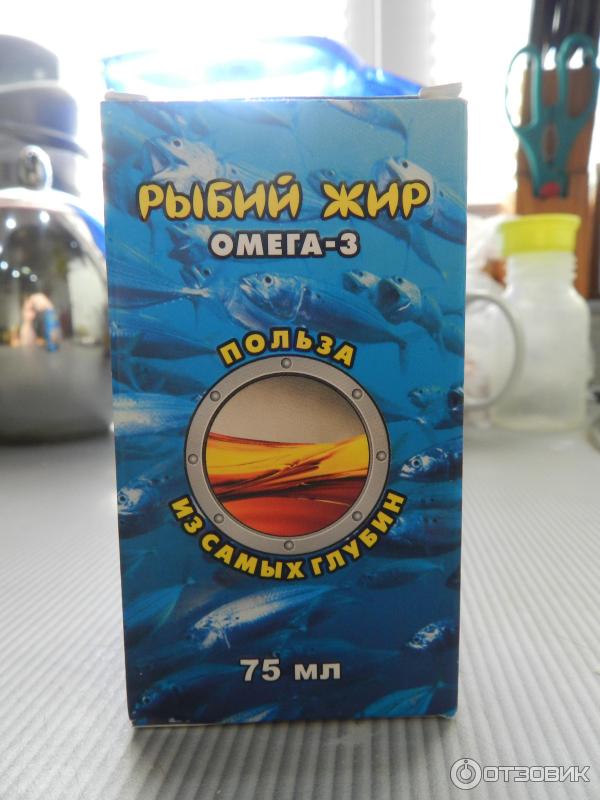 РЫБИЙ ЖИР
ОМЕГА-3
ПОЛЬЗА
ИЗ САМЫХ ГЛУБИН
75 мл
ОТЗОВИК